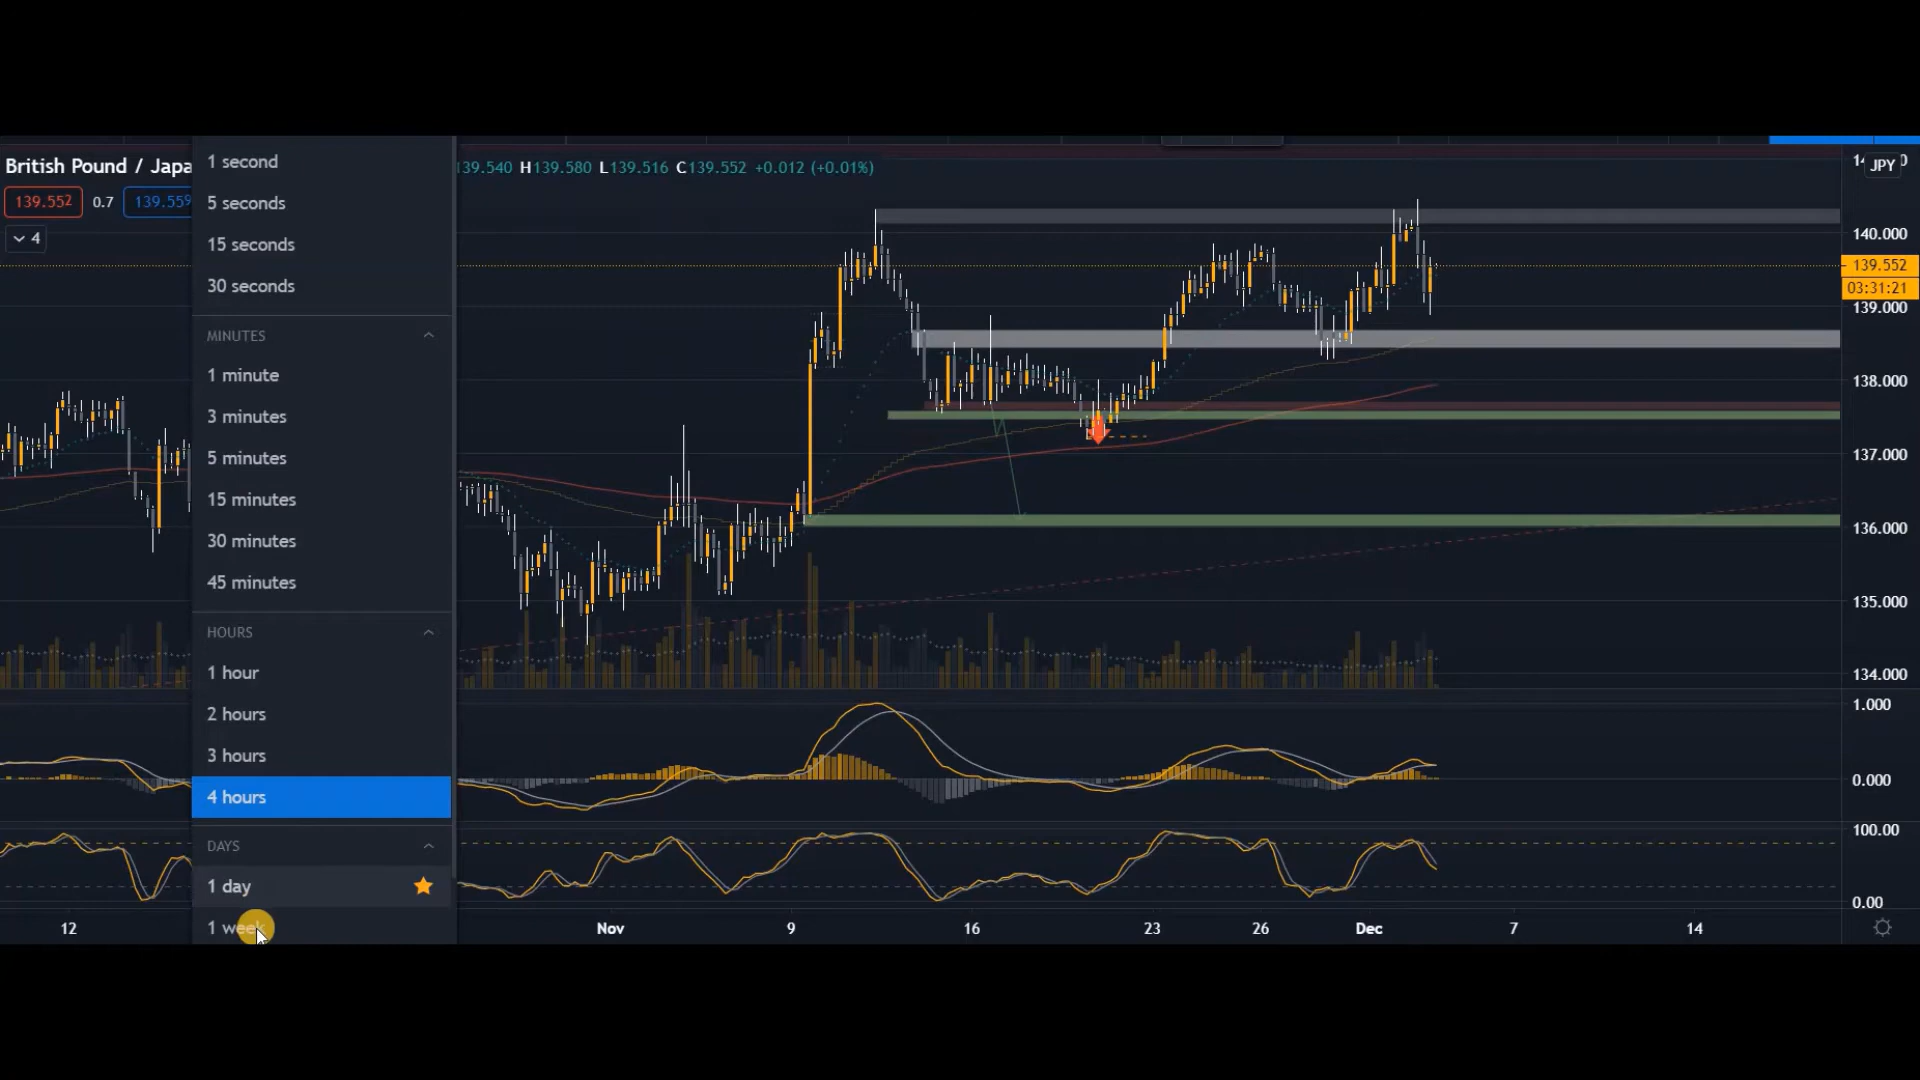 1 second
British Pound / Japa
139.540 H139.580 L139.516 C139.552 +0.012 (+0.01%)
JPY
139.552 0.7 139.559
5 seconds
4
15 seconds
140.000
139.552
30 seconds
03:31:21
139.000
MINUTES
1 minute
138.000
3 minutes
5 minutes
137.000
15 minutes
136.000
30 minutes
45 minutes
135.000
HOURS
1 hour
134.000
1.000
2 hours
3 hours
0.000
4 hours
100.00
DAYS
1 day
0.00
1 week
12 Nov 9 16 23 26 Dec 7 14